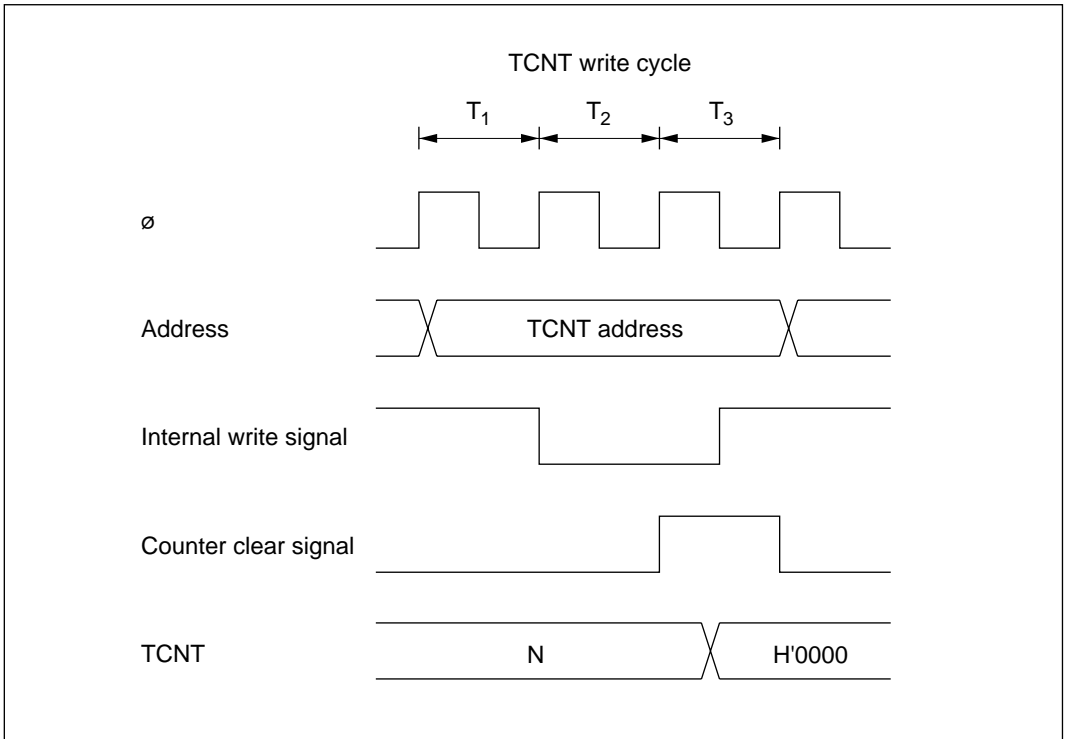 TCNT write cycle
T1 T2 T3
ø
Address
TCNT address
Internal write signal
Counter clear signal
TCNT
N
H'0000